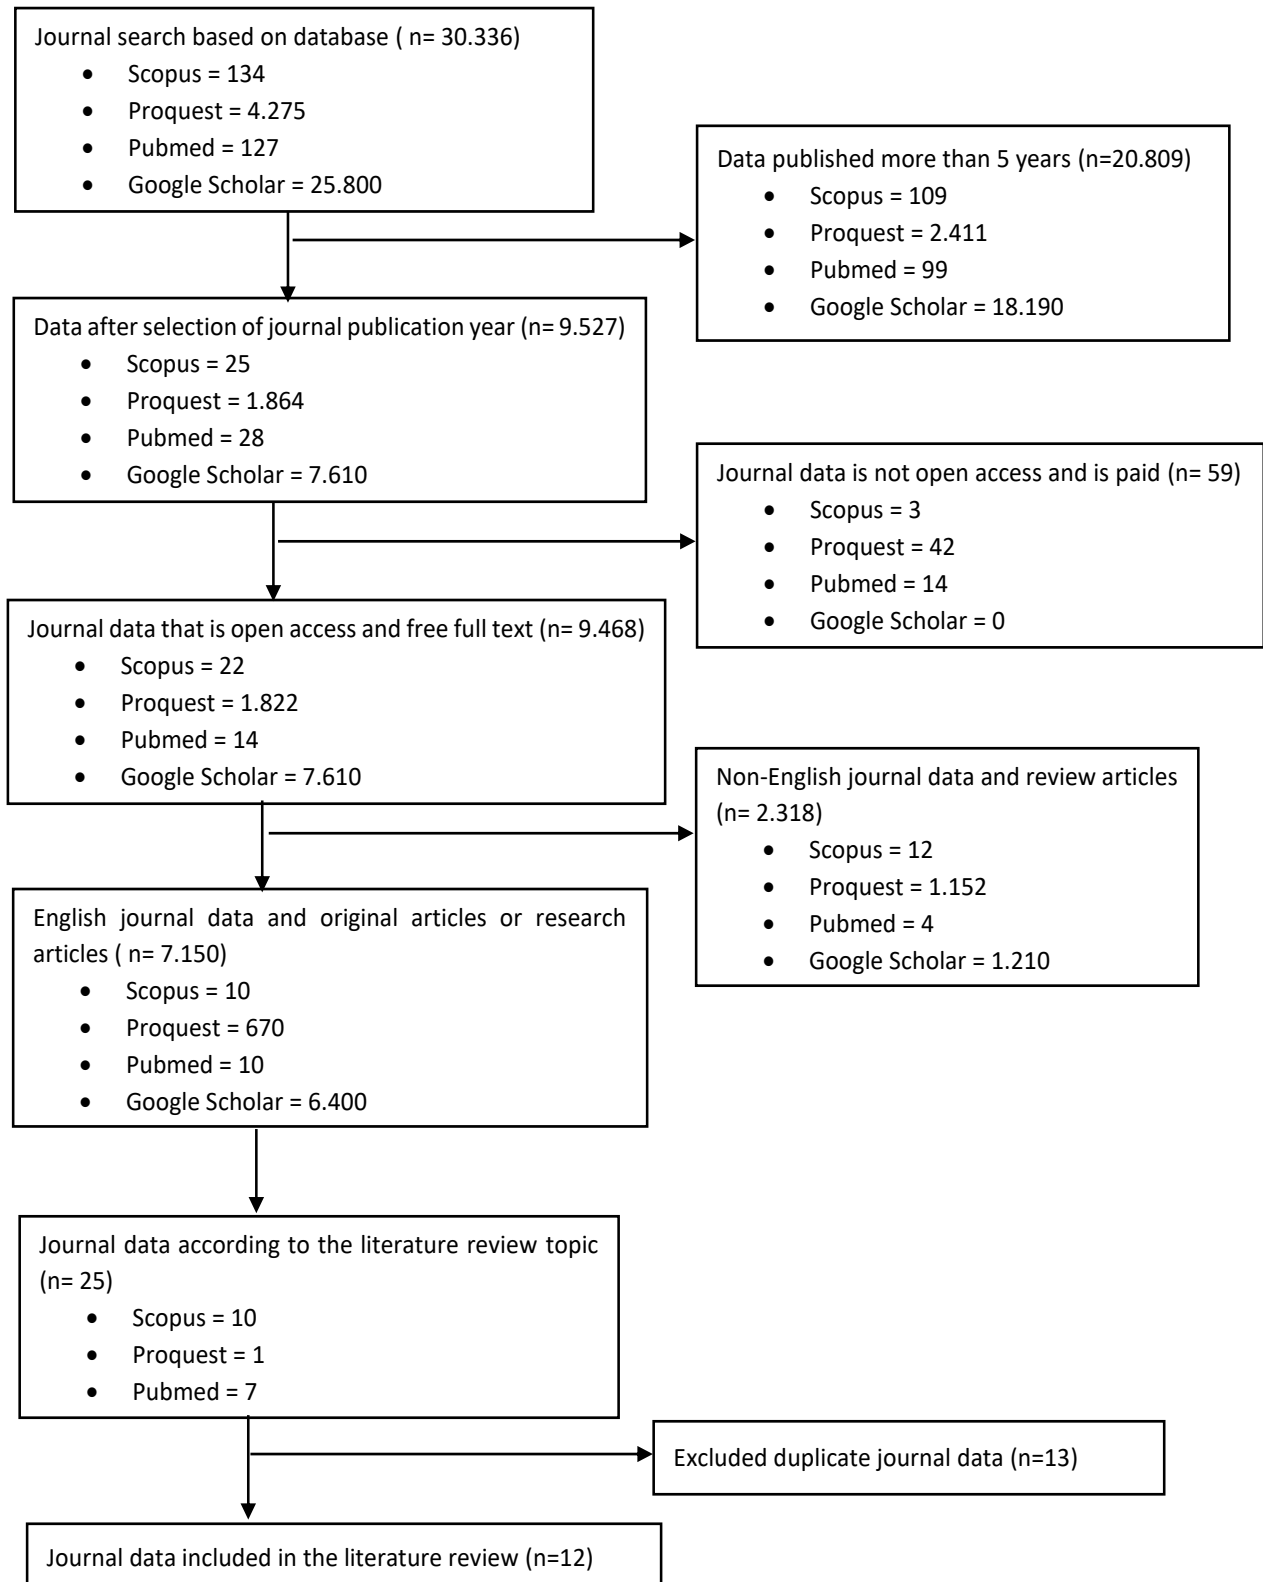 Journal search based on database ( n= 30.336)
• Scopus = 134
• Proquest = 4.275
• Pubmed = 127
• Google Scholar = 25.800
Data published more than 5 years (n=20.809)
• Scopus = 109
• Proquest = 2.411
• Pubmed = 99
• Google Scholar = 18.190
Data after selection of journal publication year (n= 9.527)
• Scopus = 25
• Proquest = 1.864
• Pubmed = 28
• Google Scholar = 7.610
Journal data is not open access and is paid (n= 59)
• Scopus = 3
• Proquest = 42
• Pubmed = 14
• Google Scholar = 0
Journal data that is open access and free full text (n= 9.468)
• Scopus = 22
• Proquest = 1.822
• Pubmed = 14
• Google Scholar = 7.610
Non-English journal data and review articles
(n= 2.318)
• Scopus = 12
• Proquest = 1.152
• Pubmed = 4
• Google Scholar = 1.210
English journal data and original articles or research
articles ( n= 7.150)
• Scopus = 10
• Proquest = 670
• Pubmed = 10
• Google Scholar = 6.400
Journal data according to the literature review topic
(n= 25)
• Scopus = 10
• Proquest = 1
• Pubmed = 7
Excluded duplicate journal data (n=13)
Journal data included in the literature review (n=12)